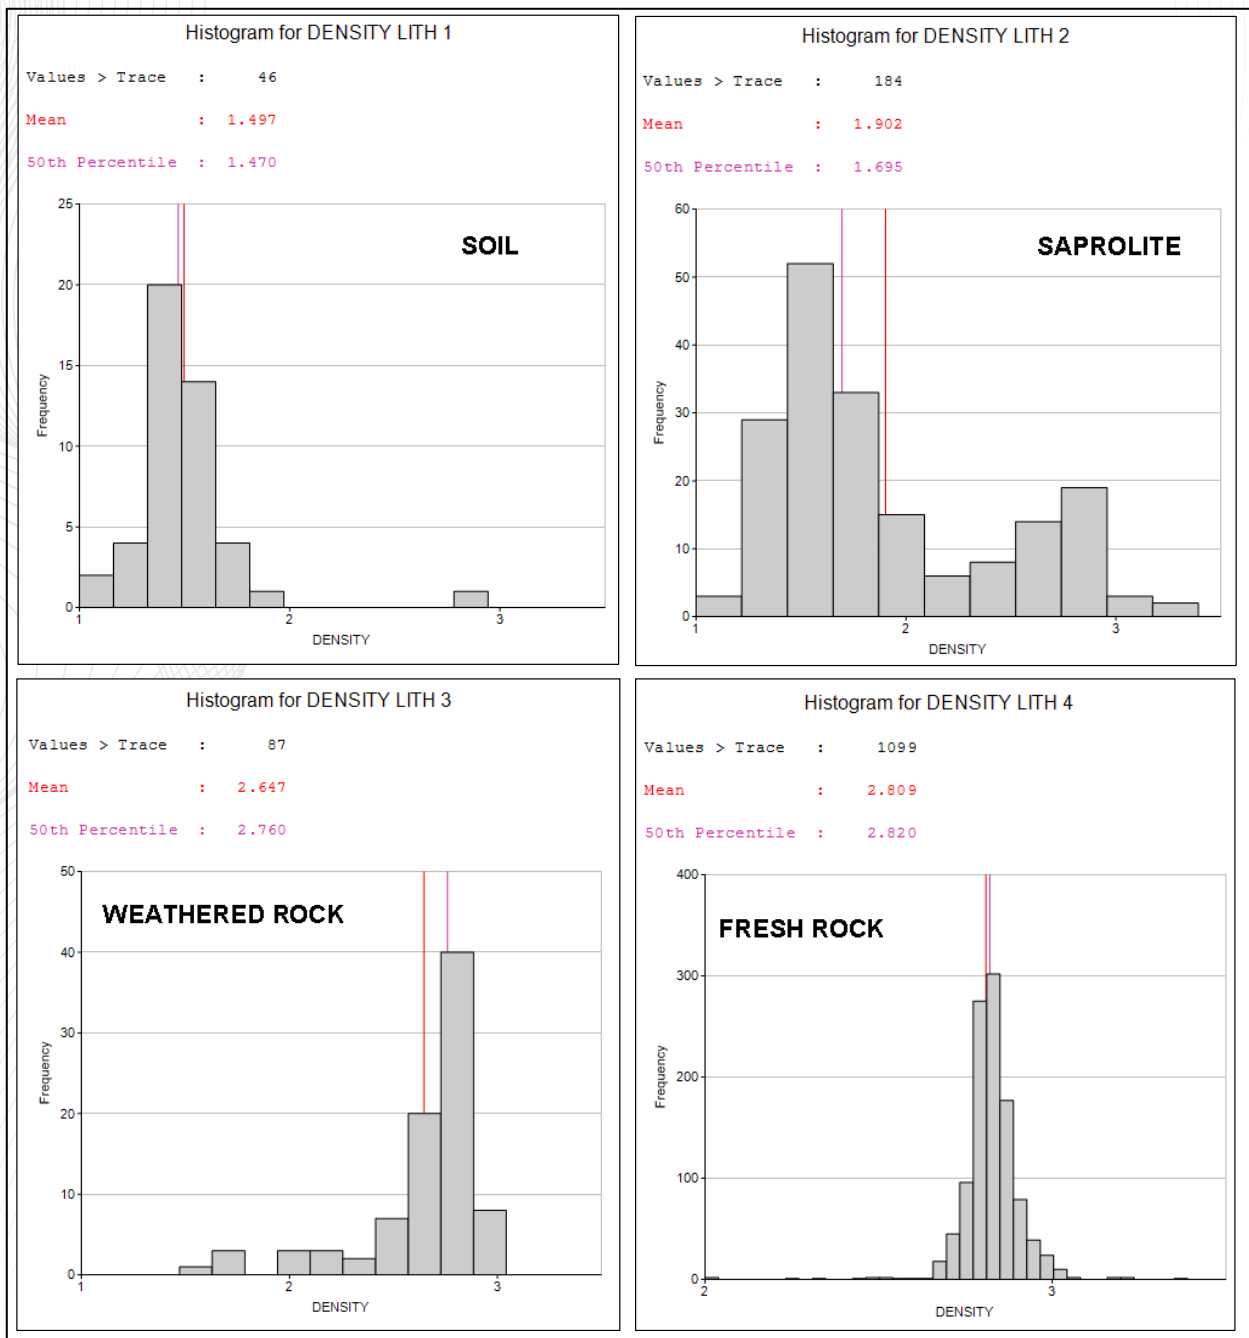 Histogram for DENSITY LITH 1
Values > Trace : 46
Mean : 1.497
50th Percentile : 1.470
25
20
15
10
5
0
Frequency
SOIL
1 2 3
DENSITY
Histogram for DENSITY LITH 2
Values > Trace : 184
Mean : 1.902
50th Percentile : 1.695
60
50
40
30
20
10
0
Frequency
SAPROLITE
1 2 3
DENSITY
Histogram for DENSITY LITH 3
Values > Trace : 87
Mean : 2.647
50th Percentile : 2.760
50
40
30
20
10
0
Frequency
WEATHERED ROCK
1 2 3
DENSITY
Histogram for DENSITY LITH 4
Values > Trace : 1099
Mean : 2.809
50th Percentile : 2.820
400
300
200
100
0
Frequency
FRESH ROCK
2 3
DENSITY